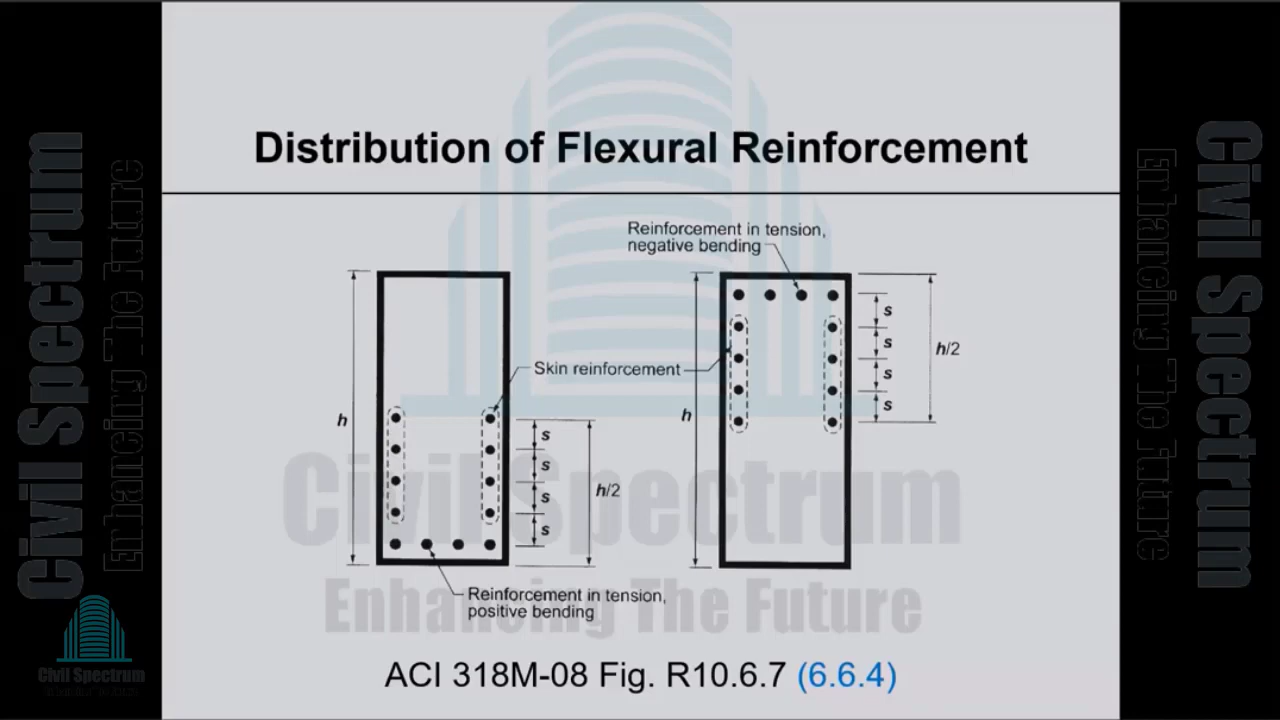 Distribution of Flexural Reinforcement
Reinforcement in tension,
negative bending
Skin reinforcement
h
s
s
s
s
h/2
h
s
s
s
s
h/2
Reinforcement in tension,
positive bending
ACI 318M-08 Fig. R10.6.7 (6.6.4)
Civil Spectrum
Enhancing The Future
Civil Spectrum
Enhancing The Future
Civil Spectrum
Enhancing The Future
Civil Spectrum